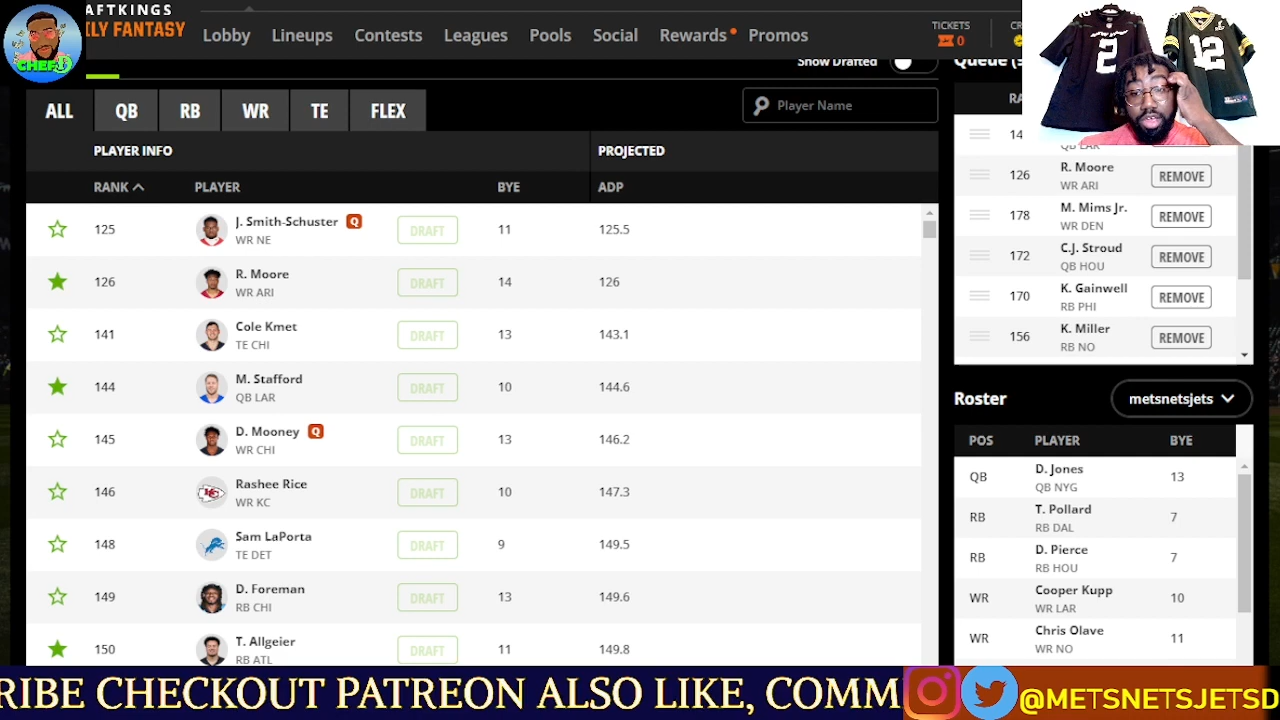 AFTKINGS
KLY FANTASY
CHEF
Lobby
Lineups
Contests
Leagues
Pools
Social
Rewards
Promos
TICKETS
0
CR
Show Drafted
ALL
QB
RB
WR
TE
FLEX
Player Name
PLAYER INFO
PROJECTED
RANK
PLAYER
BYE
ADP
125
J. Smith-Schuster Q
WR NE
DRAFT
11
125.5
126
R. Moore
WR ARI
DRAFT
14
126
141
Cole Kmet
TE CHI
DRAFT
13
143.1
144
M. Stafford
QB LAR
DRAFT
10
144.6
145
D. Mooney Q
WR CHI
DRAFT
13
146.2
146
Rashee Rice
WR KC
DRAFT
10
147.3
148
Sam LaPorta
TE DET
DRAFT
9
149.5
149
D. Foreman
RB CHI
DRAFT
13
149.6
150
T. Allgeier
RB ATL
DRAFT
11
149.8
RA
14
QB LAR
126
R. Moore
WR ARI
REMOVE
178
M. Mims Jr.
WR DEN
REMOVE
172
C.J. Stroud
QB HOU
REMOVE
170
K. Gainwell
RB PHI
REMOVE
156
K. Miller
RB NO
REMOVE
Roster
metsnetsjets
POS
PLAYER
BYE
QB
D. Jones
QB NYG
13
RB
T. Pollard
RB DAL
7
RB
D. Pierce
RB HOU
7
WR
Cooper Kupp
WR LAR
10
WR
Chris Olave
WR NO
11
2
12
RIBE CHECKOUT PATREON ALSO LIKE, COMM
@METSNETSJETSD